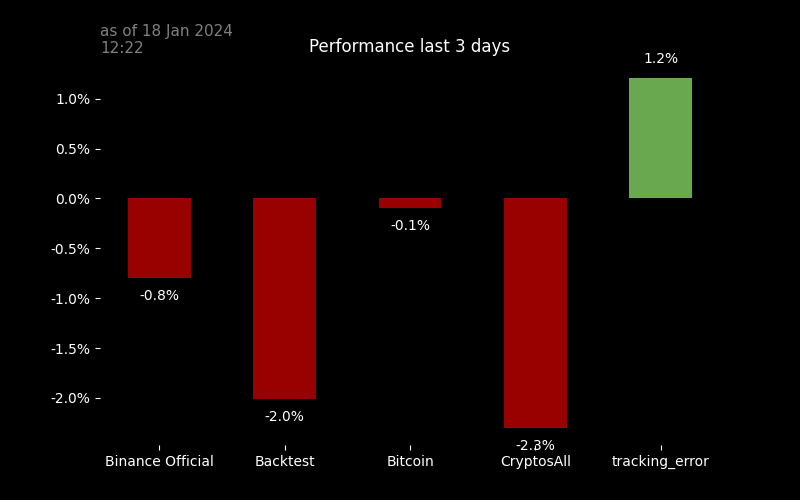 as of 18 Jan 2024
12:22
Performance last 3 days
1.2%
1.0%
0.5%
0.0%
-0.5%
-1.0%
-1.5%
-2.0%
-0.8%
-2.0%
-0.1%
-2.3%
Binance Official
Backtest
Bitcoin
CryptosAll
tracking_error